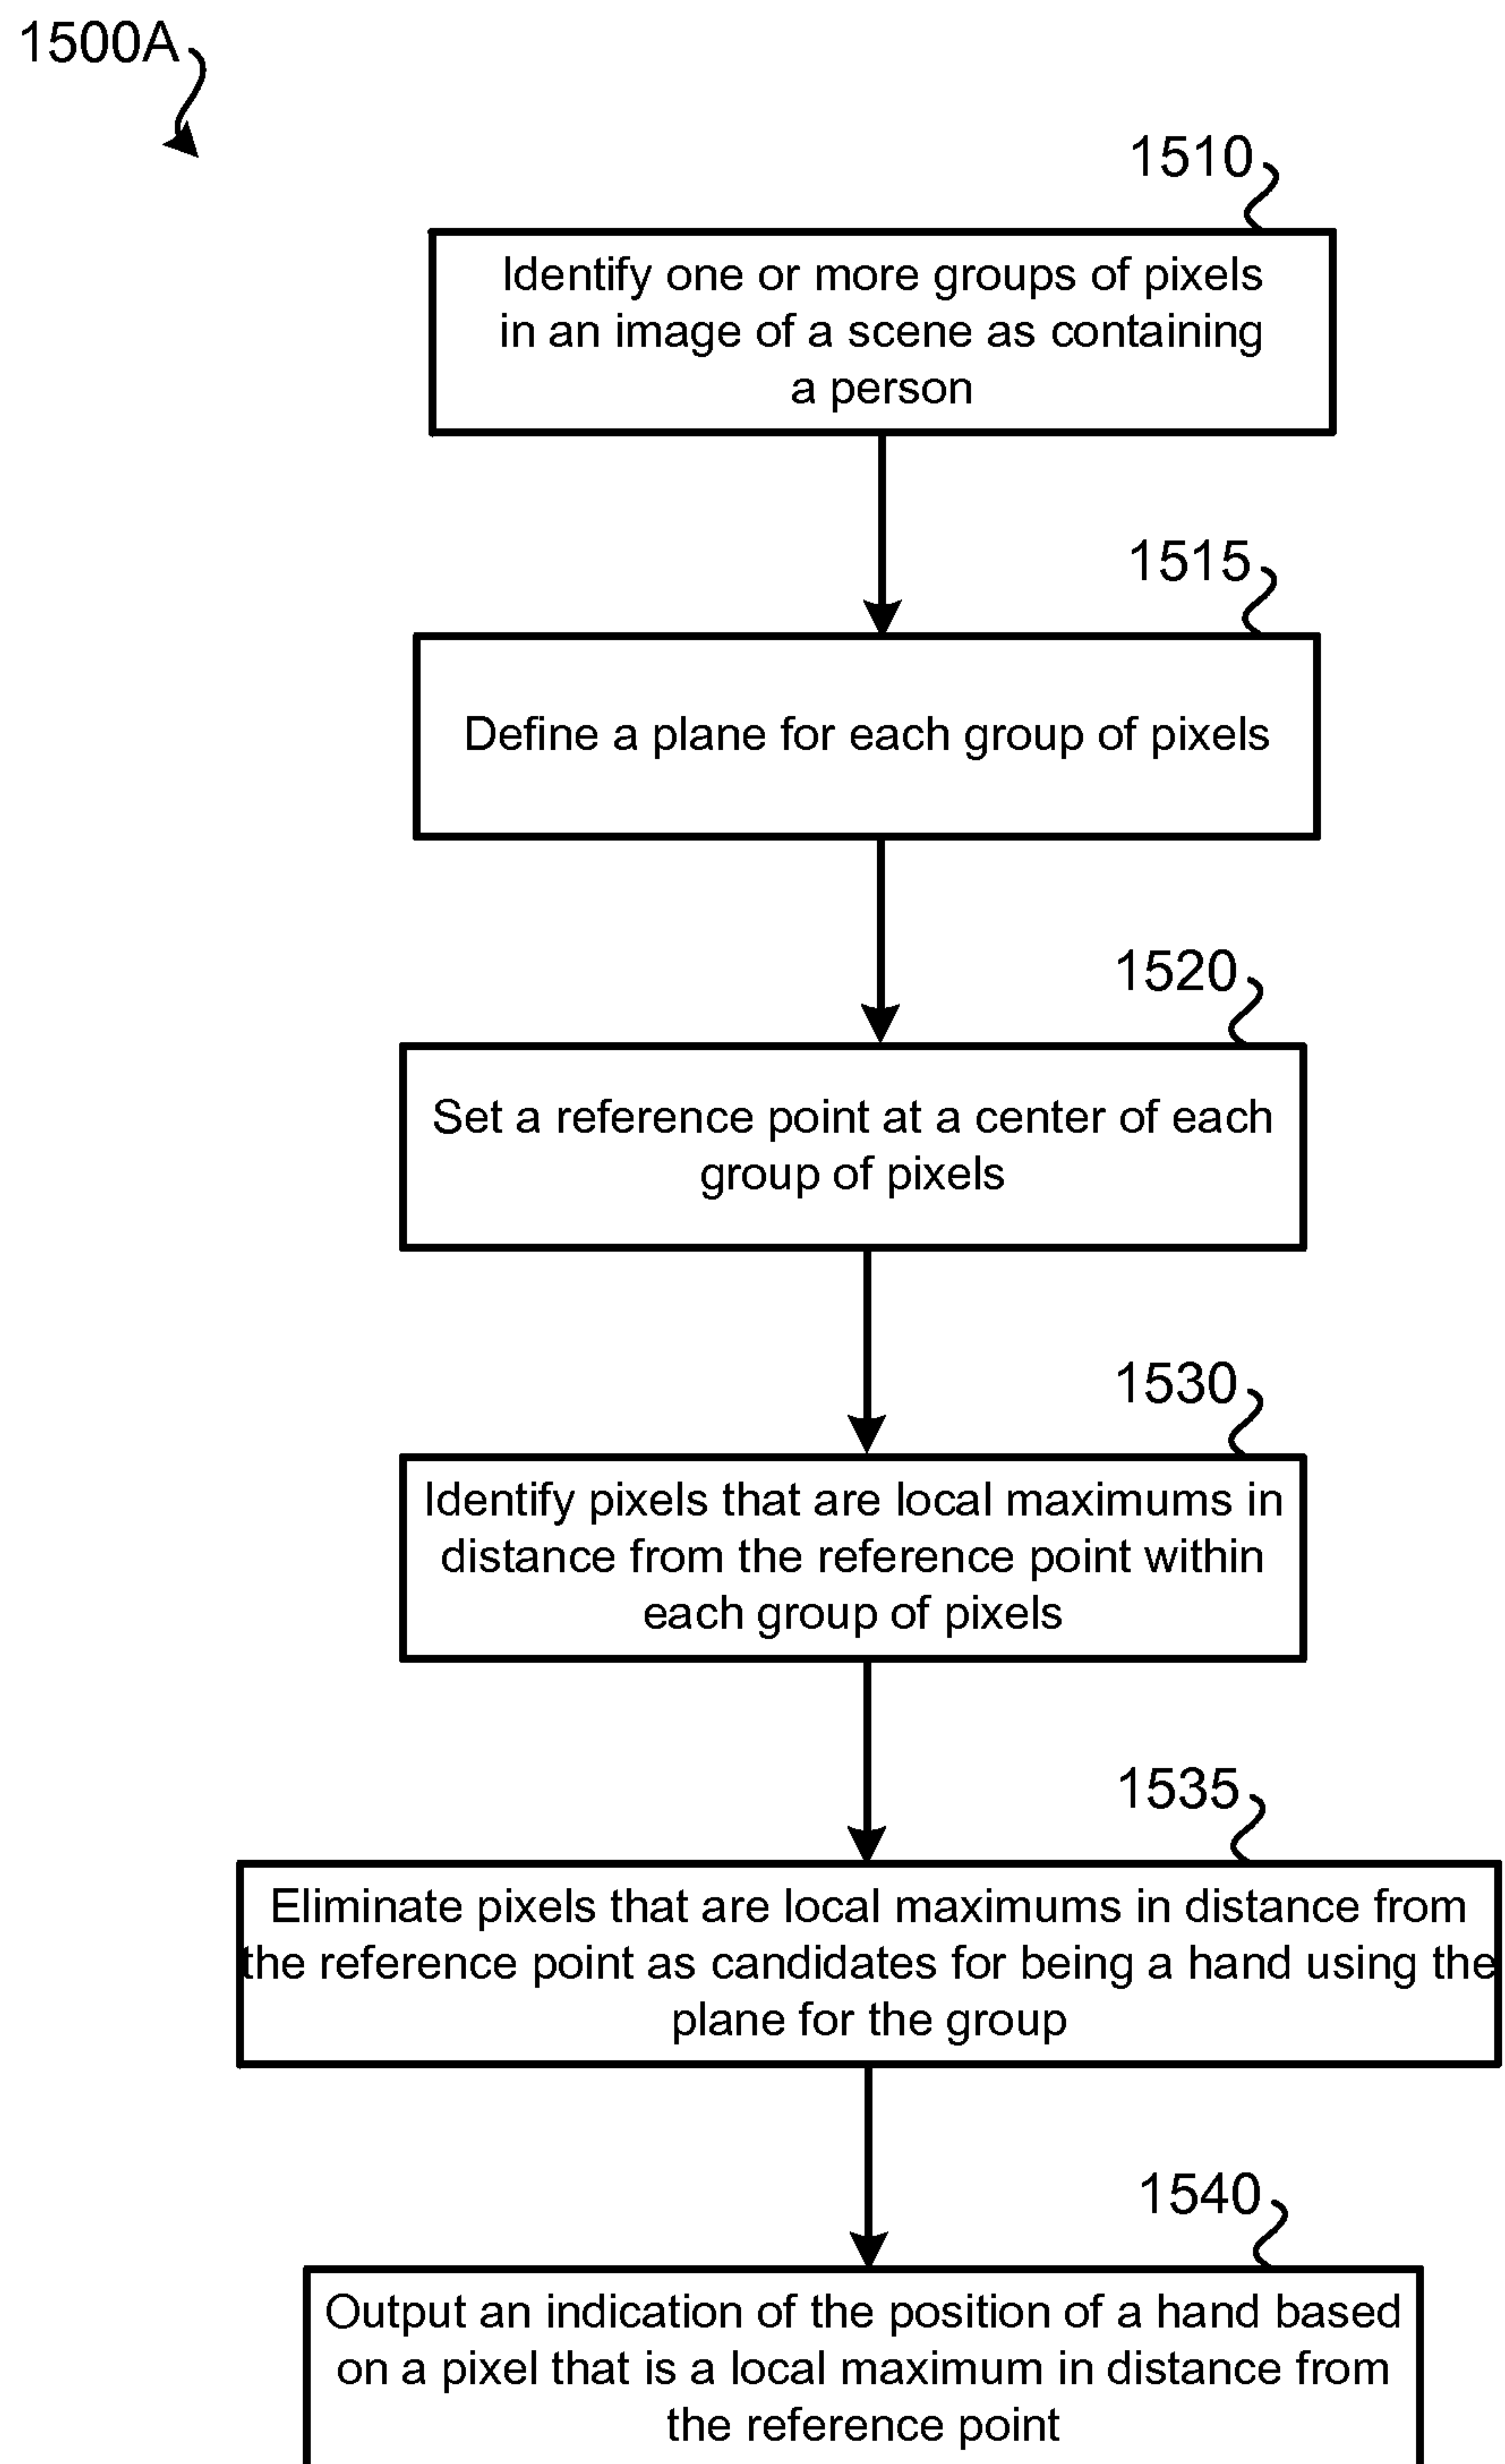 1500A
1510
Identify one or more groups of pixels
in an image of a scene as containing
a person
1515
Define a plane for each group of pixels
1520
Set a reference point at a center of each
group of pixels
1530
Identify pixels that are local maximums in
distance from the reference point within
each group of pixels
1535
Eliminate pixels that are local maximums in distance from
the reference point as candidates for being a hand using the
plane for the group
1540
Output an indication of the position of a hand based
on a pixel that is a local maximum in distance from
the reference point